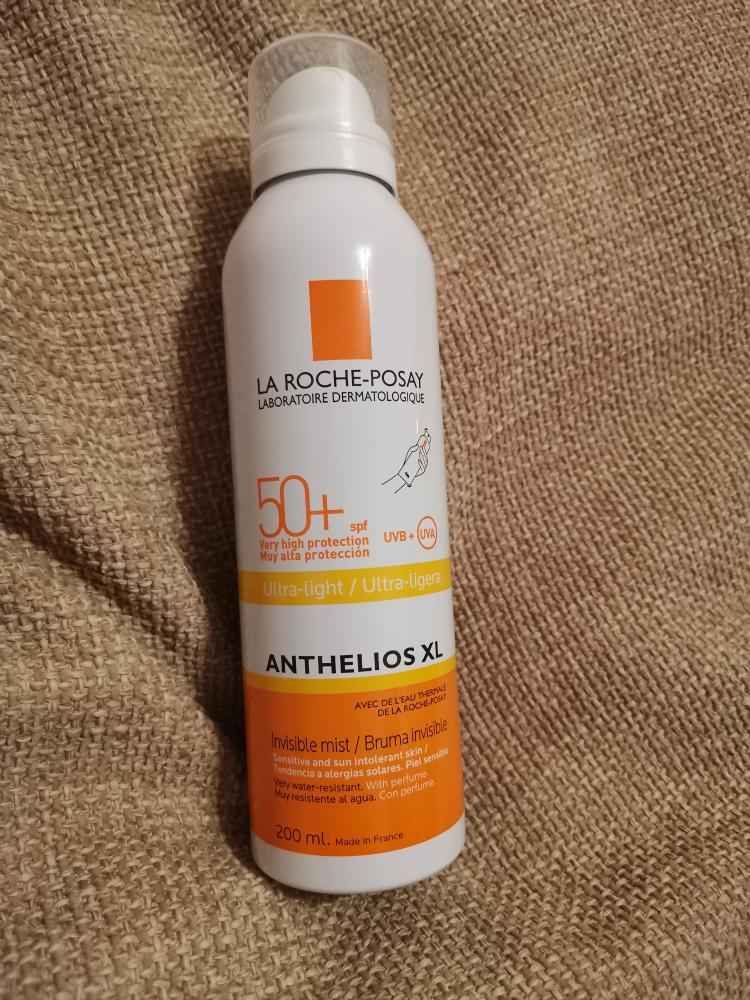 LA ROCHE-POSAY
LABORATOIRE DERMATOLOGIQUE
50+ spf
Very high protection
Muy alta protección
UVB + UVA
Ultra-light / Ultra-ligera
ANTHELIOS XL
AVEC DE L'EAU THERMALE
DE LA ROCHE-POSAY
Invisible mist / Bruma invisible
Sensitive and sun intolerant skin /
Tendencia a alergias solares. Piel sensible
Very water-resistant. With perfume.
Muy resistente al agua. Con perfume.
200 ml. Made in France